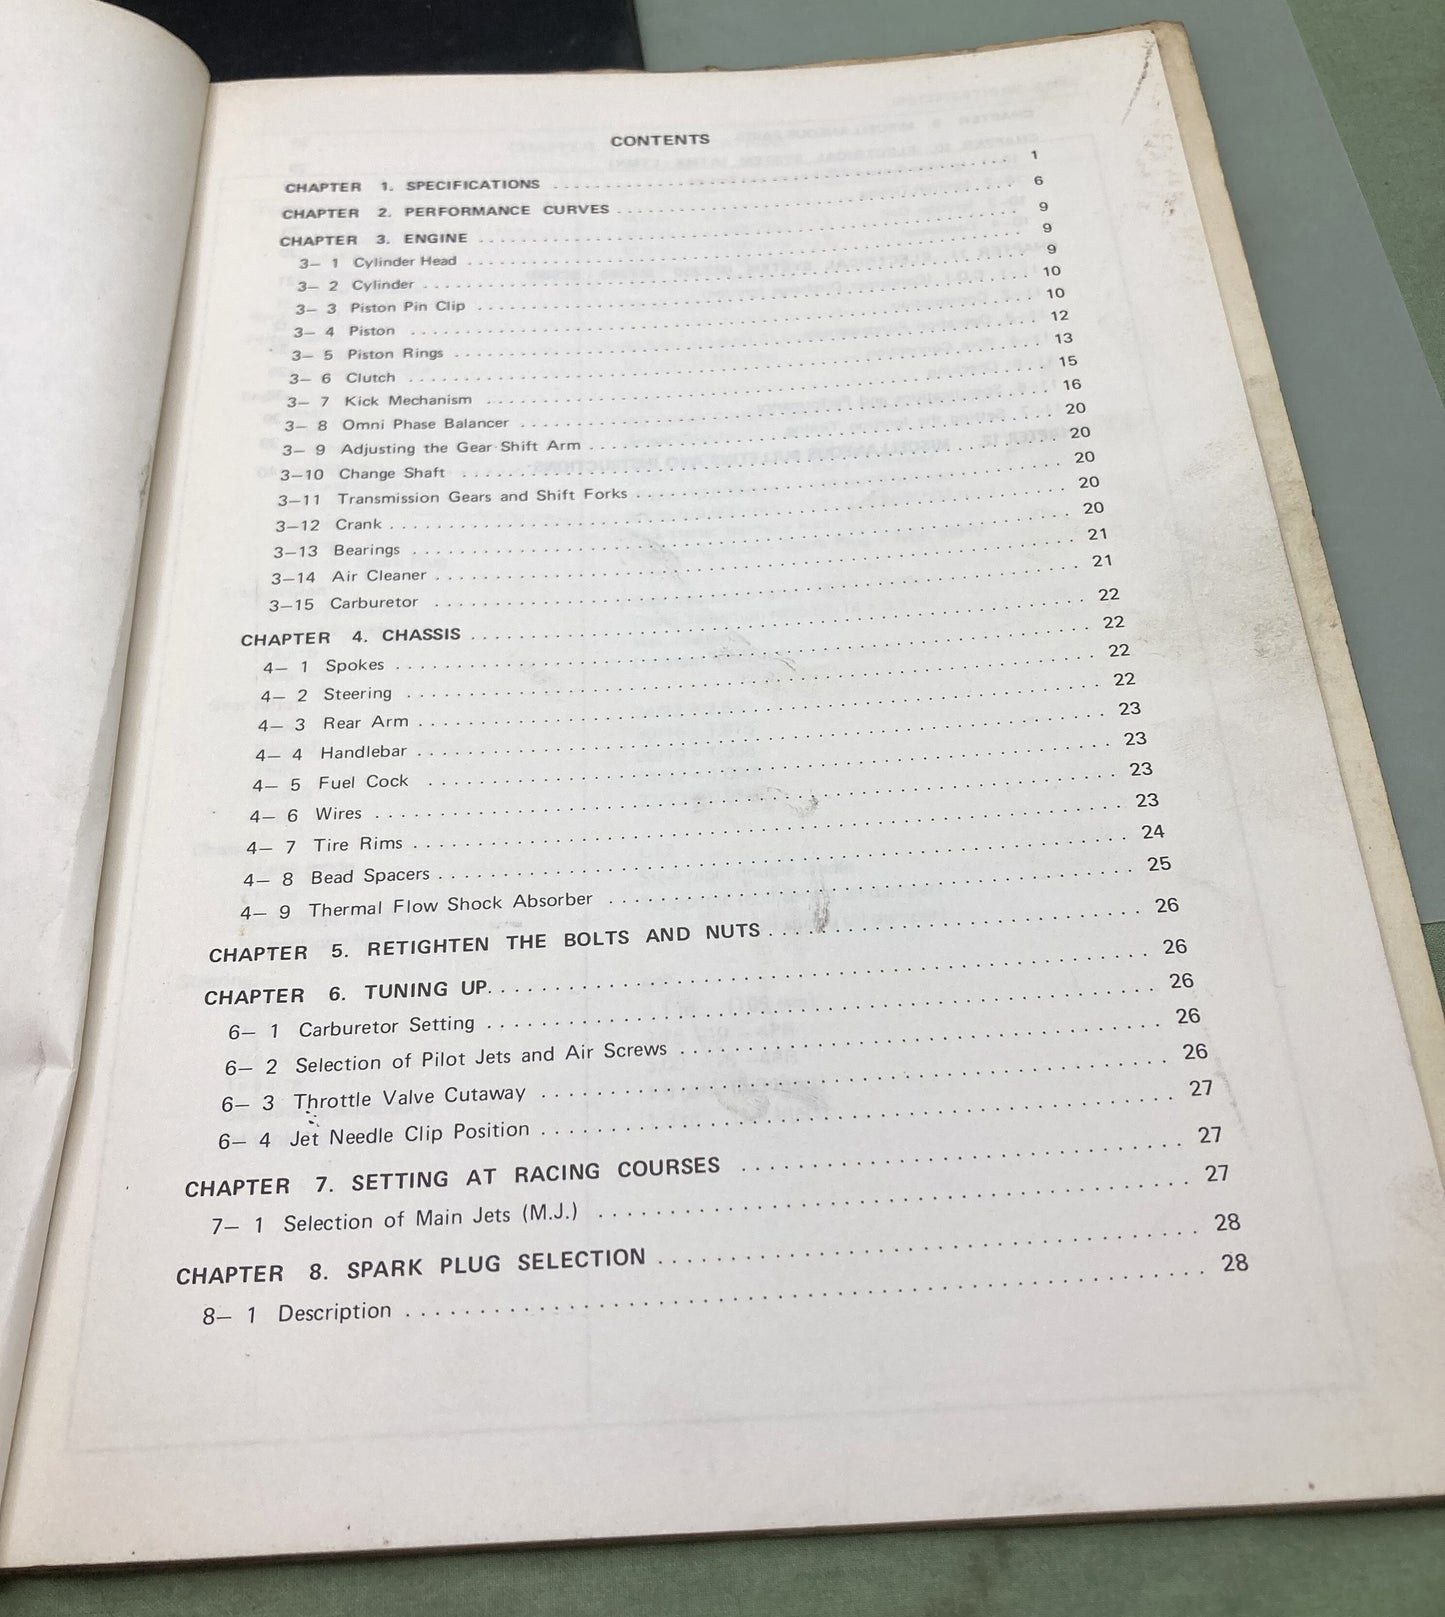 CONTENTS
CHAPTER 1. SPECIFICATIONS . . . . . 1
CHAPTER 2. PERFORMANCE CURVES . . . . . 6
CHAPTER 3. ENGINE . . . . . 9
3– 1 Cylinder Head . . . . . 9
3– 2 Cylinder . . . . . 9
3– 3 Piston Pin Clip . . . . . 10
3– 4 Piston . . . . . 10
3– 5 Piston Rings . . . . . 12
3– 6 Clutch . . . . . 13
3– 7 Kick Mechanism . . . . . 15
3– 8 Omni Phase Balancer . . . . . 16
3– 9 Adjusting the Gear Shift Arm . . . . . 20
3–10 Change Shaft . . . . . 20
3–11 Transmission Gears and Shift Forks . . . . . 20
3–12 Crank . . . . . 20
3–13 Bearings . . . . . 20
3–14 Air Cleaner . . . . . 21
3–15 Carburetor . . . . . 21
CHAPTER 4. CHASSIS . . . . . 22
4– 1 Spokes . . . . . 22
4– 2 Steering . . . . . 22
4– 3 Rear Arm . . . . . 22
4– 4 Handlebar . . . . . 23
4– 5 Fuel Cock . . . . . 23
4– 6 Wires . . . . . 23
4– 7 Tire Rims . . . . . 23
4– 8 Bead Spacers . . . . . 24
4– 9 Thermal Flow Shock Absorber . . . . . 25
CHAPTER 5. RETIGHTEN THE BOLTS AND NUTS . . . . . 26
CHAPTER 6. TUNING UP. . . . . . 26
6– 1 Carburetor Setting . . . . . 26
6– 2 Selection of Pilot Jets and Air Screws . . . . . 26
6– 3 Throttle Valve Cutaway . . . . . 26
6– 4 Jet Needle Clip Position . . . . . 27
CHAPTER 7. SETTING AT RACING COURSES . . . . . 27
7– 1 Selection of Main Jets (M.J.) . . . . . 27
CHAPTER 8. SPARK PLUG SELECTION . . . . . 28
8– 1 Description . . . . . 28